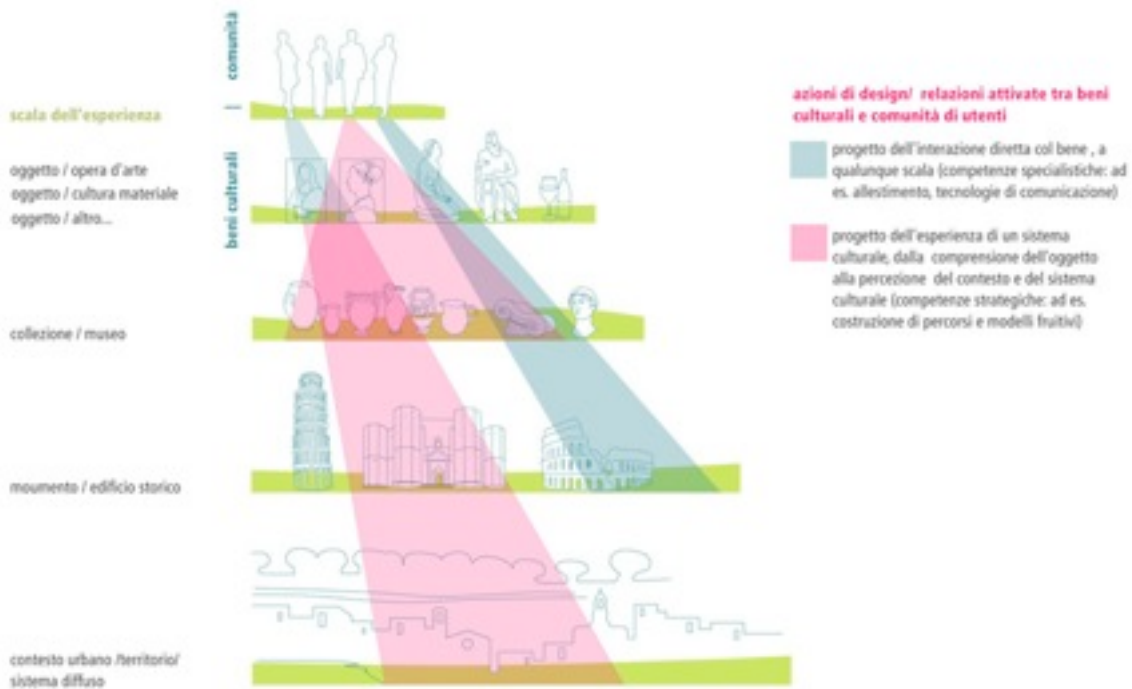 comunità
scala dell'esperienza
beni culturali
oggetto / opera d'arte
oggetto / cultura materiale
oggetto / altro...
collezione / museo
moumento / edificio storico
contesto urbano /territorio/
sistema diffuso
azioni di design/ relazioni attivate tra beni
culturali e comunità di utenti
progetto dell'interazione diretta col bene , a
qualunque scala (competenze specialistiche: ad
es. allestimento, tecnologie di comunicazione)
progetto dell'esperienza di un sistema
culturale, dalla comprensione dell'oggetto
alla percezione del contesto e del sistema
culturale (competenze strategiche: ad es.
costruzione di percorsi e modelli fruitivi)